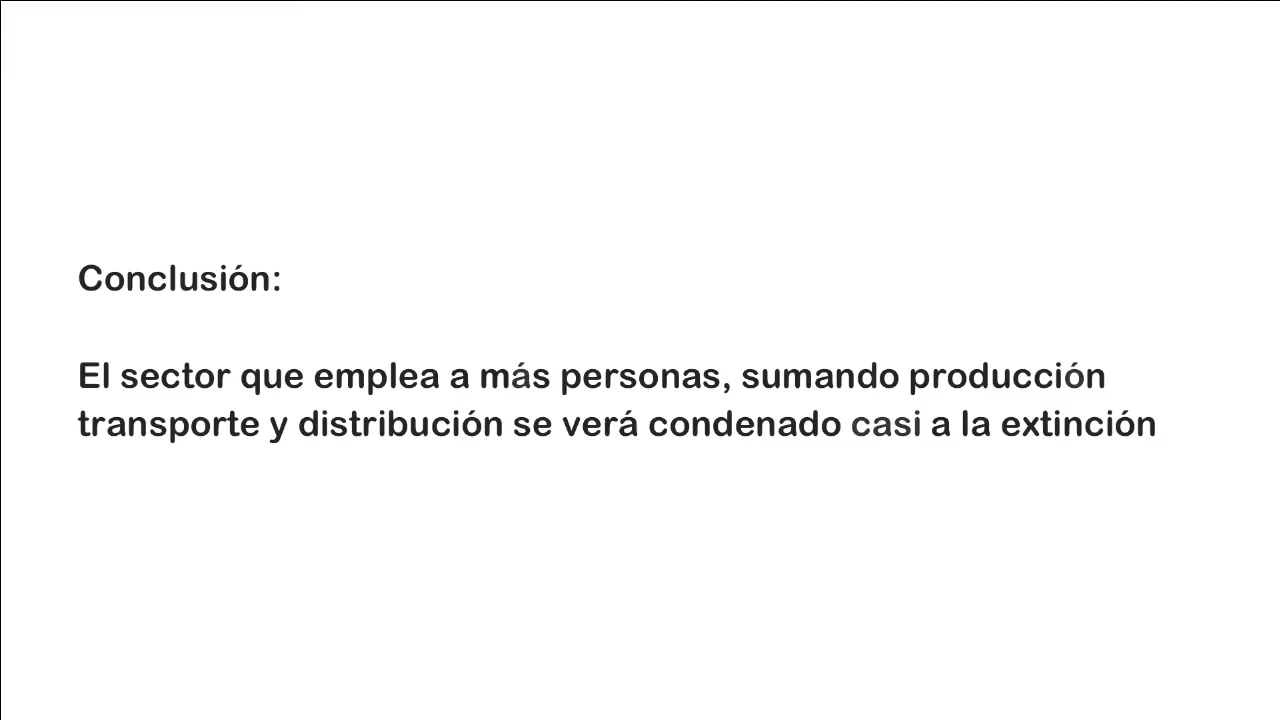 Conclusión:
El sector que emplea a más personas, sumando producción
transporte y distribución se verá condenado casi a la extinción